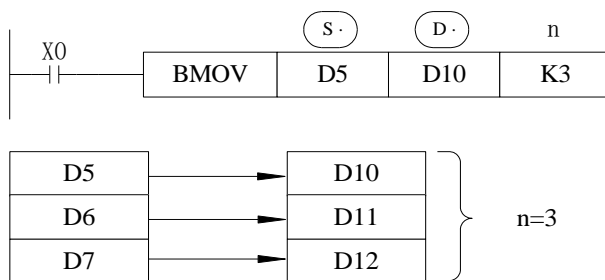 S· D· n
X0
BMOV D5 D10 K3
D5 D10
D6 D11 n=3
D7 D12